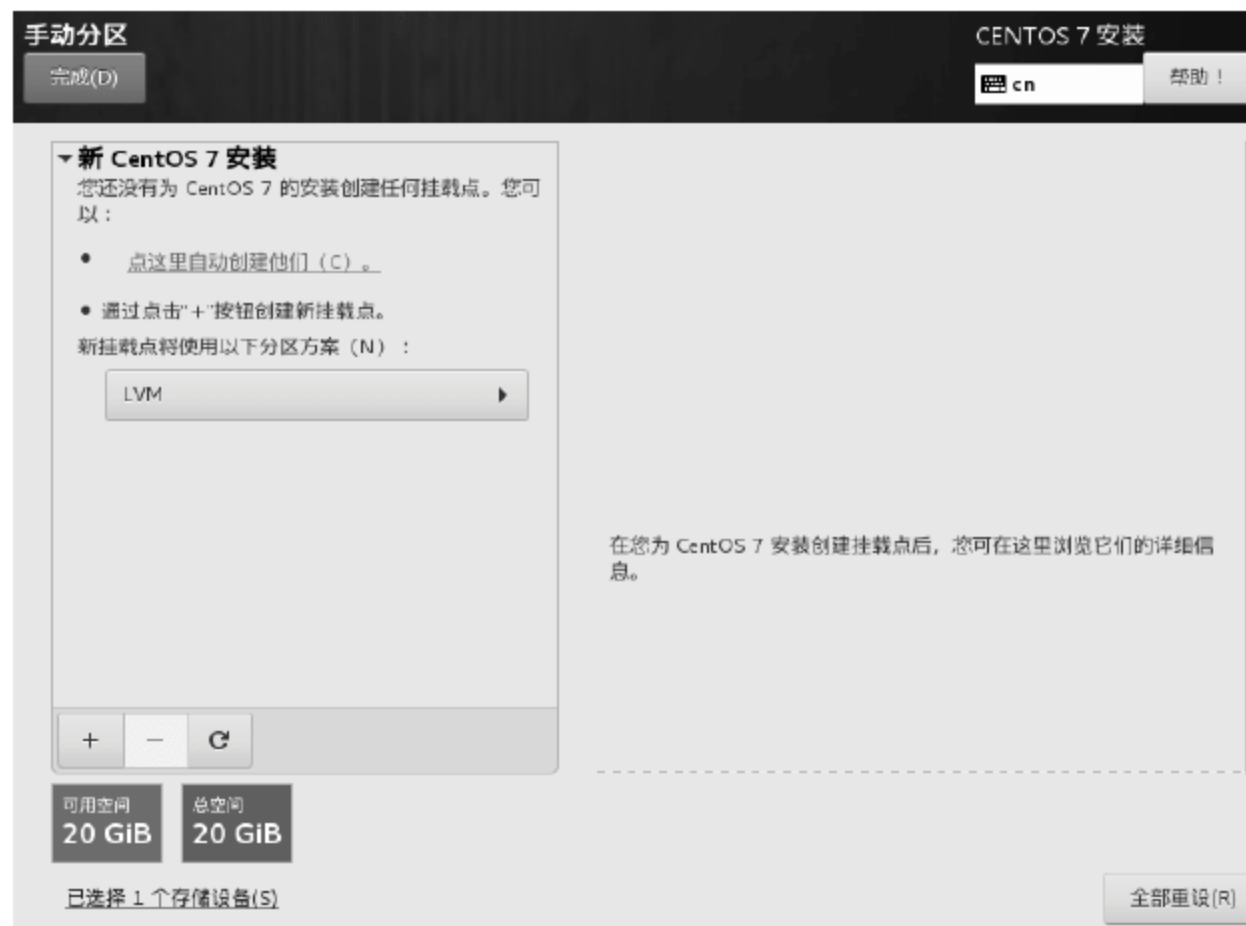 手动分区
完成(D)
CENTOS 7 安装
cn
帮助！
新 CentOS 7 安装
您还没有为 CentOS 7 的安装创建任何挂载点。您可
以：
• 点这里自动创建他们（C）。
• 通过点击"+"按钮创建新挂载点。
新挂载点将使用以下分区方案（N）：
LVM
在您为 CentOS 7 安装创建挂载点后，您可在这里浏览它们的详细信
息。
+ −
可用空间
20 GiB
总空间
20 GiB
已选择 1 个存储设备(S)
全部重设(R)